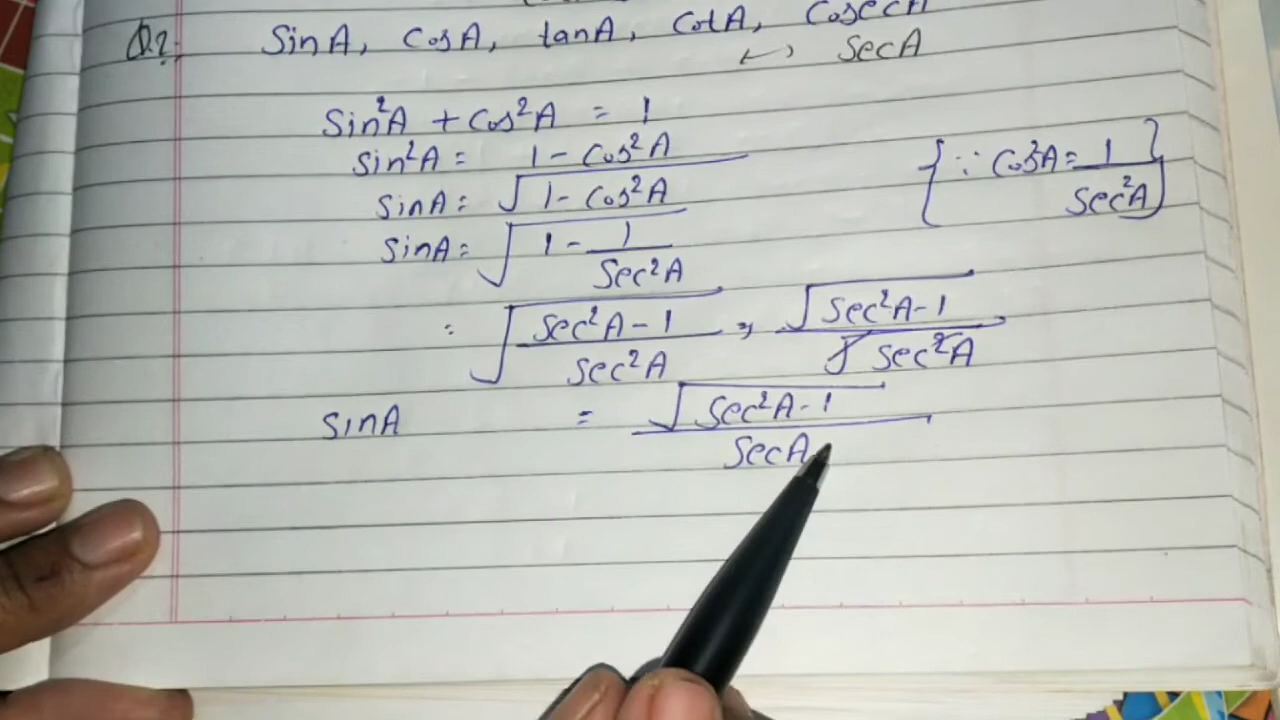 Q.2. SinA, CosA, tanA, CotA, CosecA
↔ SecA
Sin²A + Cos²A = 1
Sin²A = 1 - Cos²A
SinA = √1 - Cos²A
{∵ Cos²A = 1/Sec²A}
SinA = √1 - 1/Sec²A
= √Sec²A - 1/Sec²A = √Sec²A - 1/√Sec²A
SinA = √Sec²A - 1/SecA